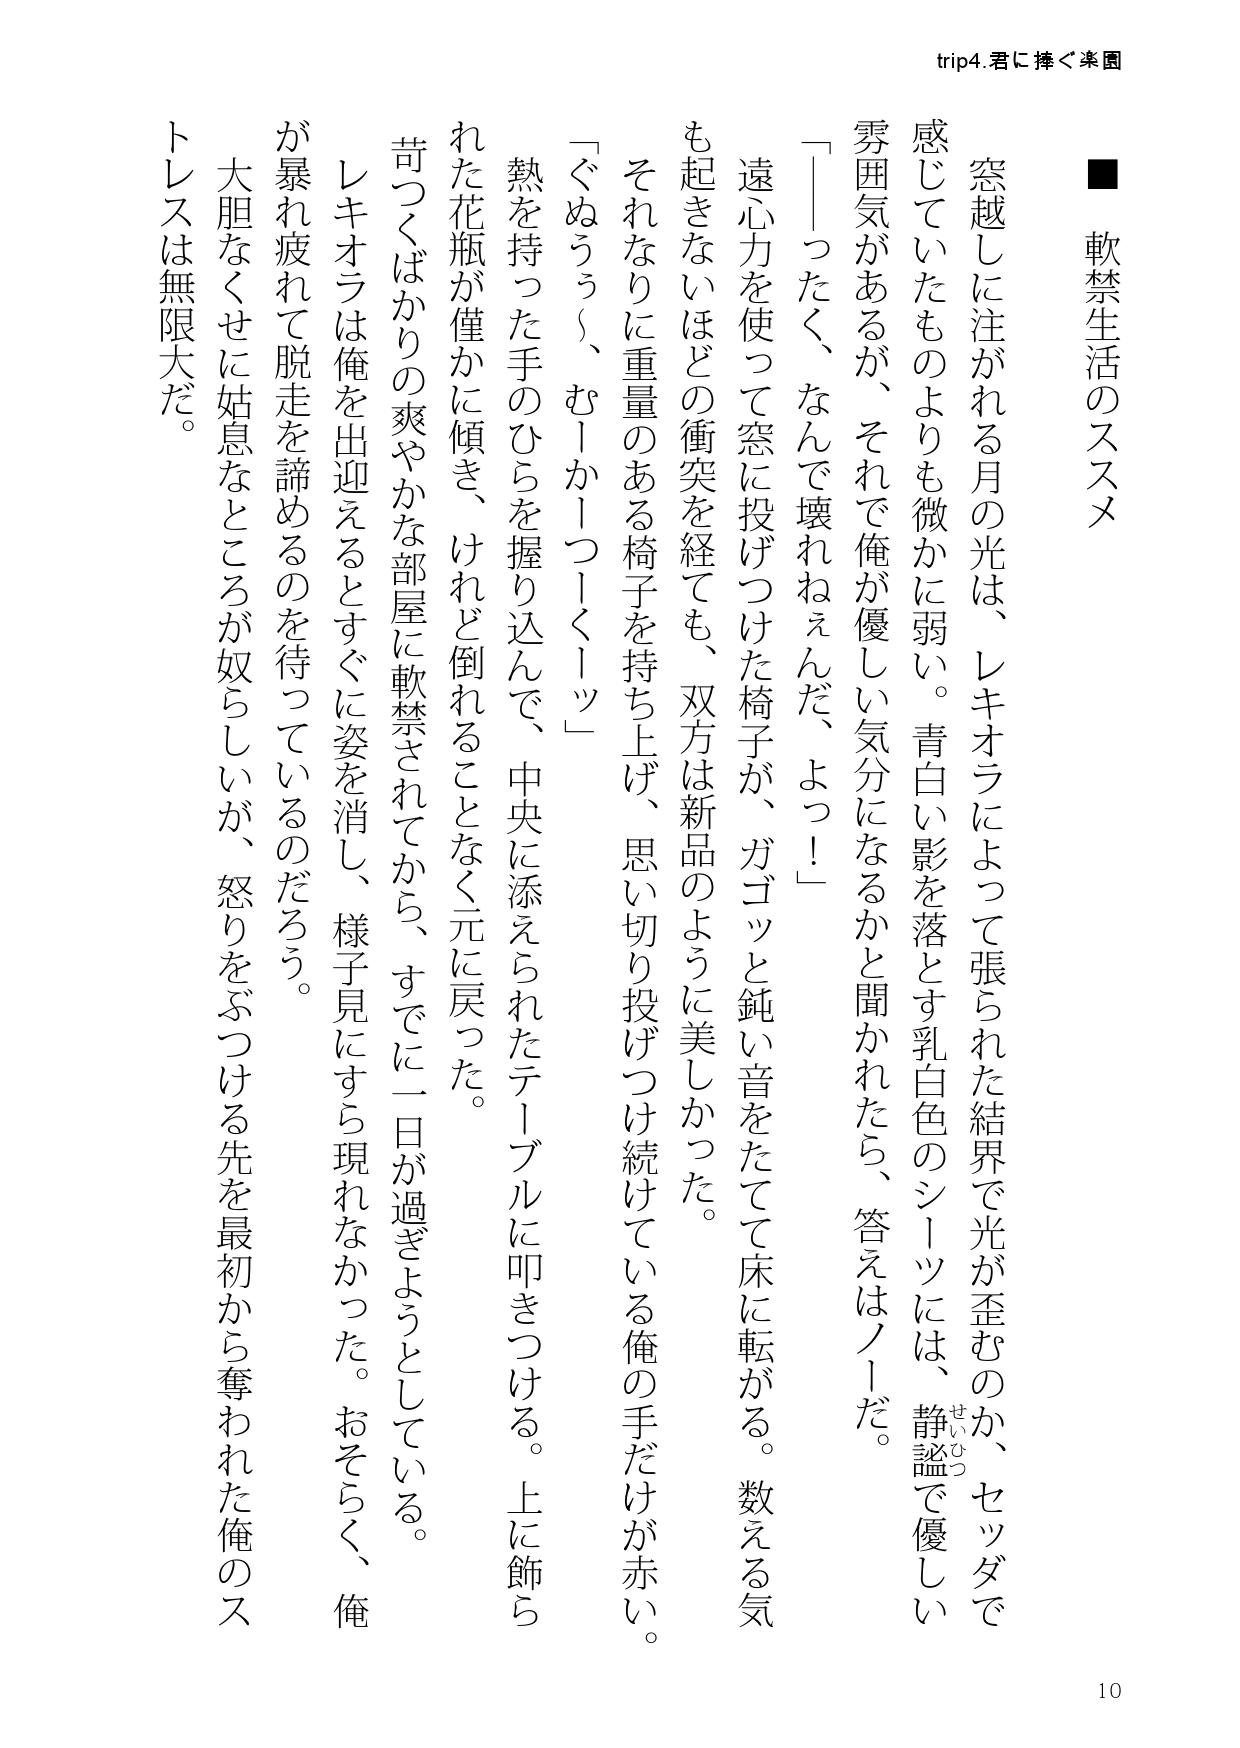 trip4.君に捧ぐ楽園
■　軟禁生活のススメ
　窓越しに注がれる月の光は、レキオラによって張られた結界で光が歪むのか、セッダで
感じていたものよりも微かに弱い。青白い影を落とす乳白色のシーツには、静謐で優しい
せいひつ
雰囲気があるが、それで俺が優しい気分になるかと聞かれたら、答えはノーだ。
「――ったく、なんで壊れねぇんだ、よっ！」
　遠心力を使って窓に投げつけた椅子が、ガゴッと鈍い音をたてて床に転がる。数える気
も起きないほどの衝突を経ても、双方は新品のように美しかった。
　それなりに重量のある椅子を持ち上げ、思い切り投げつけ続けている俺の手だけが赤い。
「ぐぬうぅ～、むーかーつーくーッ」
　熱を持った手のひらを握り込んで、中央に添えられたテーブルに叩きつける。上に飾ら
れた花瓶が僅かに傾き、けれど倒れることなく元に戻った。
　苛つくばかりの爽やかな部屋に軟禁されてから、すでに一日が過ぎようとしている。
　レキオラは俺を出迎えるとすぐに姿を消し、様子見にすら現れなかった。おそらく、俺
が暴れ疲れて脱走を諦めるのを待っているのだろう。
　大胆なくせに姑息なところが奴らしいが、怒りをぶつける先を最初から奪われた俺のス
トレスは無限大だ。
10